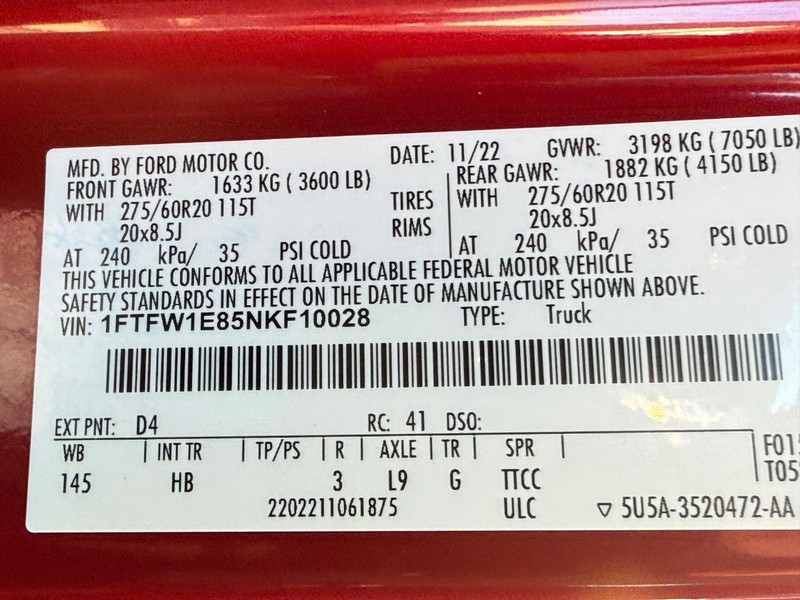 MFD. BY FORD MOTOR CO. DATE: 11/22 GVWR: 3198 KG ( 7050 LB)
FRONT GAWR: 1633 KG ( 3600 LB) REAR GAWR: 1882 KG ( 4150 LB)
WITH 275/60R20 115T TIRES WITH 275/60R20 115T
20x8.5J RIMS 20x8.5J
AT 240 kPa/ 35 PSI COLD AT 240 kPa/ 35 PSI COLD
THIS VEHICLE CONFORMS TO ALL APPLICABLE FEDERAL MOTOR VEHICLE
SAFETY STANDARDS IN EFFECT ON THE DATE OF MANUFACTURE SHOWN ABOVE.
VIN: 1FTFW1E85NKF10028 TYPE: Truck
EXT PNT: D4 RC: 41 DSO:
WB INT TR TP/PS R AXLE TR SPR F015
145 HB 3 L9 G TTCC T05
2202211061875 ULC ▽ 5U5A-3520472-AA